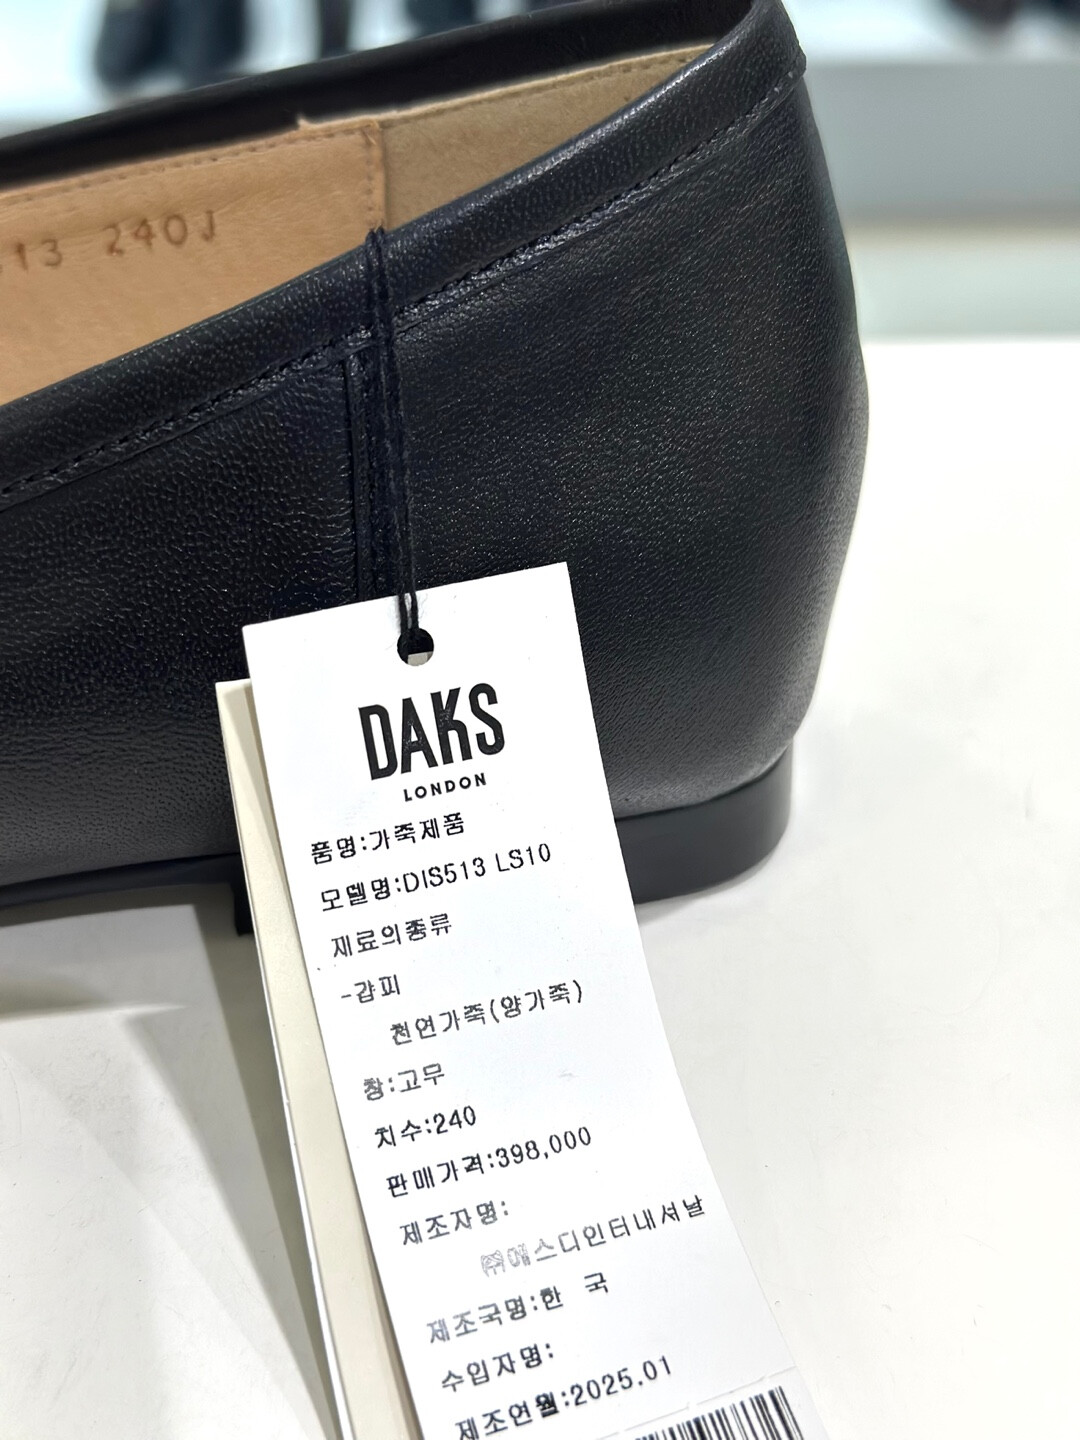 13 240J
DAKS
LONDON
품명:가죽제품
모델명:DIS513 LS10
재료의종류
-갑피
천연가죽(양가죽)
창:고무
치수:240
판매가격:398,000
제조자명:
㈜에스디인터내셔날
제조국명:한 국
수입자명:
제조연월:2025.01